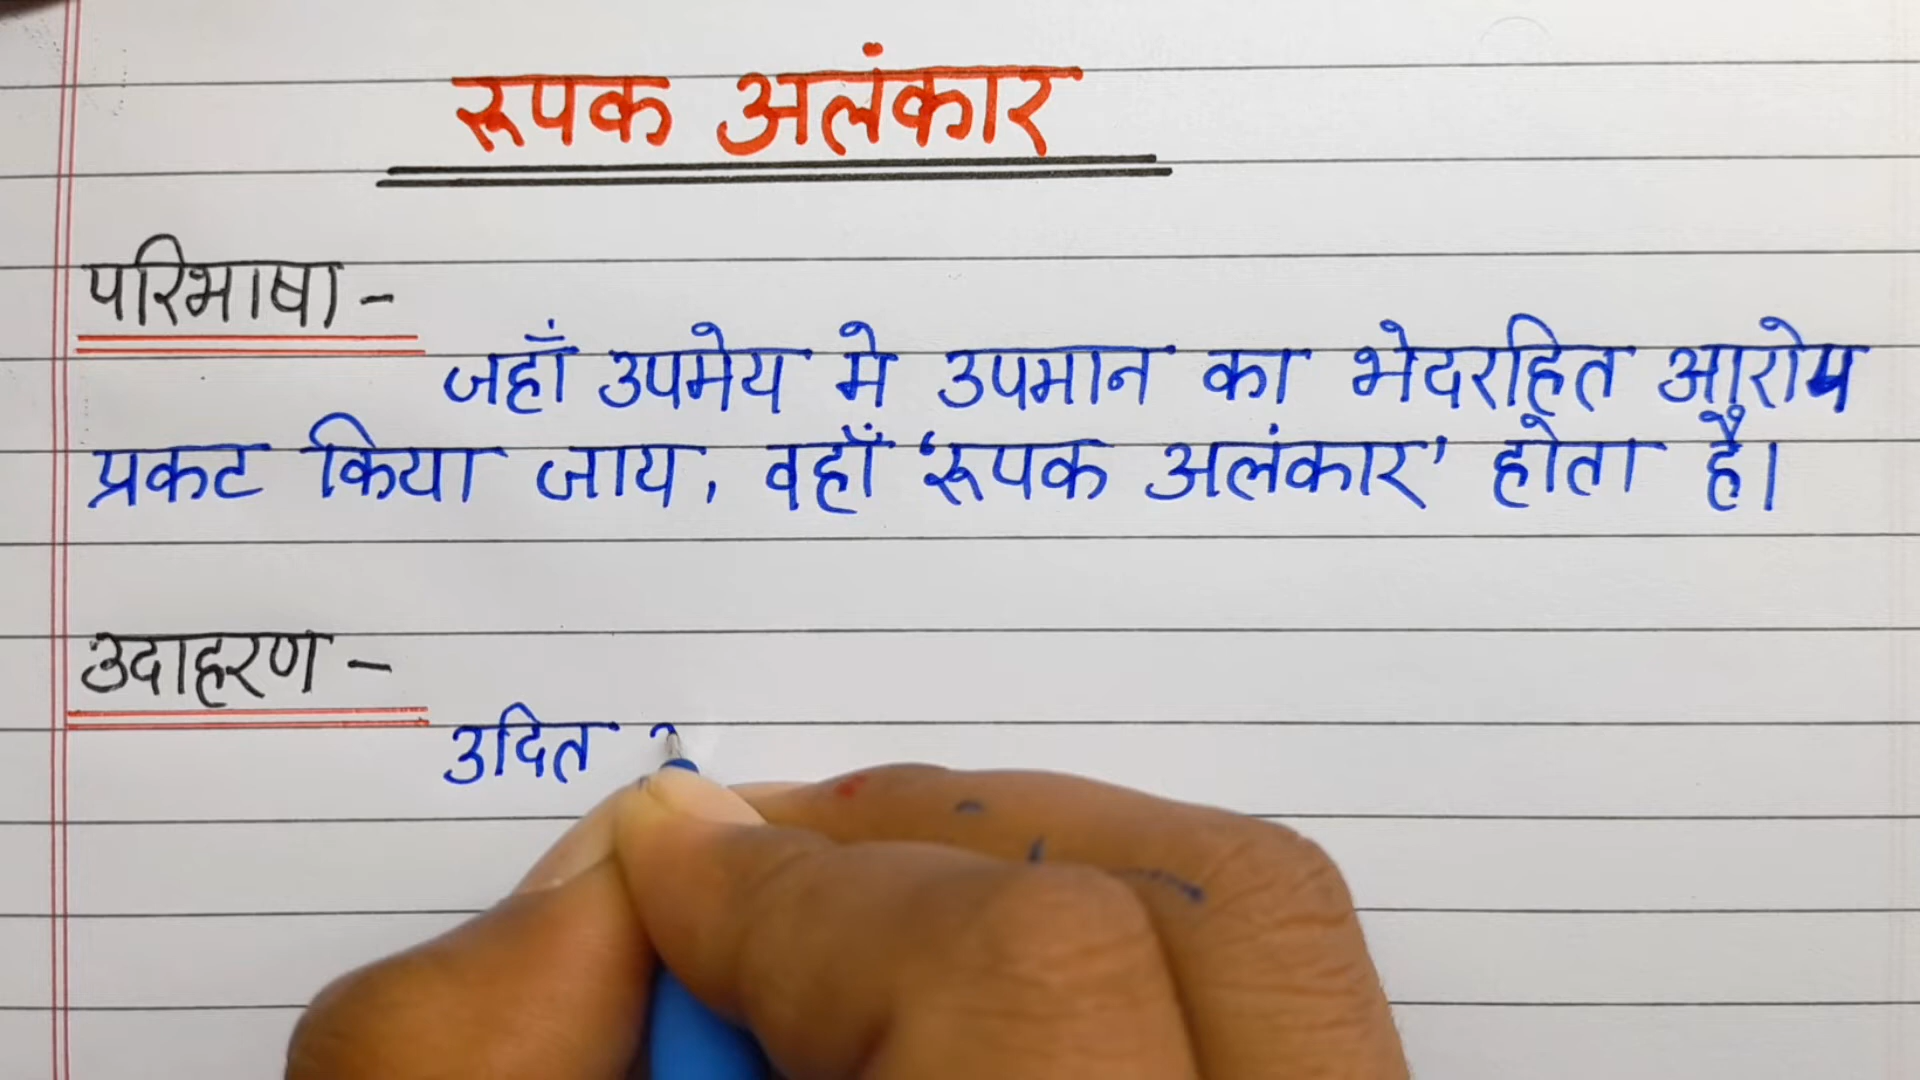 रूपक अलंकार
परिभाषा -
जहाँ उपमेय मे उपमान का भेदरहित आरोप
प्रकट किया जाय, वहाँ ‘रूपक अलंकार’ होता है।
उदाहरण -
उदित